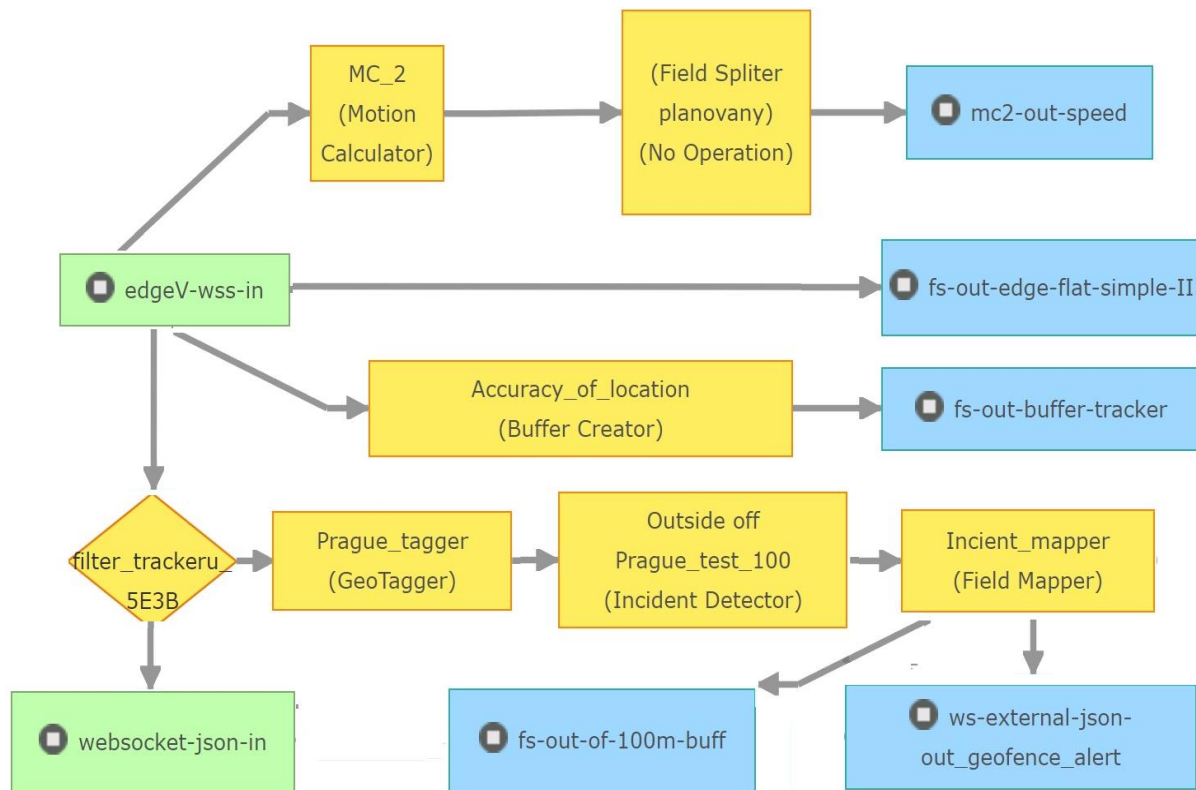 MC_2
(Motion
Calculator)
(Field Spliter
planovany)
(No Operation)
mc2-out-speed
edgeV-wss-in
fs-out-edge-flat-simple-II
Accuracy_of_location
(Buffer Creator)
fs-out-buffer-tracker
filter_trackeru_
5E3B
Prague_tagger
(GeoTagger)
Outside off
Prague_test_100
(Incident Detector)
Incient_mapper
(Field Mapper)
websocket-json-in
fs-out-of-100m-buff
ws-external-json-
out_geofence_alert